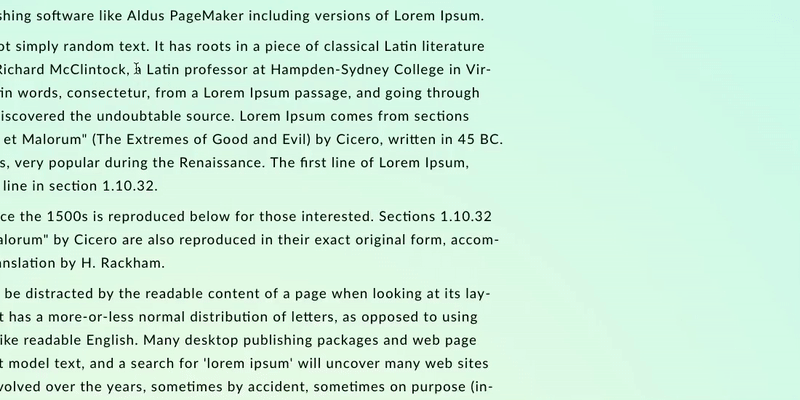 shing software like Aldus PageMaker including versions of Lorem Ipsum.
ot simply random text. It has roots in a piece of classical Latin literature
Richard McClintock, a Latin professor at Hampden-Sydney College in Vir-
in words, consectetur, from a Lorem Ipsum passage, and going through
iscovered the undoubtable source. Lorem Ipsum comes from sections
et Malorum" (The Extremes of Good and Evil) by Cicero, written in 45 BC.
s, very popular during the Renaissance. The first line of Lorem Ipsum,
line in section 1.10.32.
ce the 1500s is reproduced below for those interested. Sections 1.10.32
alorum" by Cicero are also reproduced in their exact original form, accom-
anslation by H. Rackham.
be distracted by the readable content of a page when looking at its lay-
t has a more-or-less normal distribution of letters, as opposed to using
ike readable English. Many desktop publishing packages and web page
t model text, and a search for 'lorem ipsum' will uncover many web sites
volved over the years, sometimes by accident, sometimes on purpose (in-